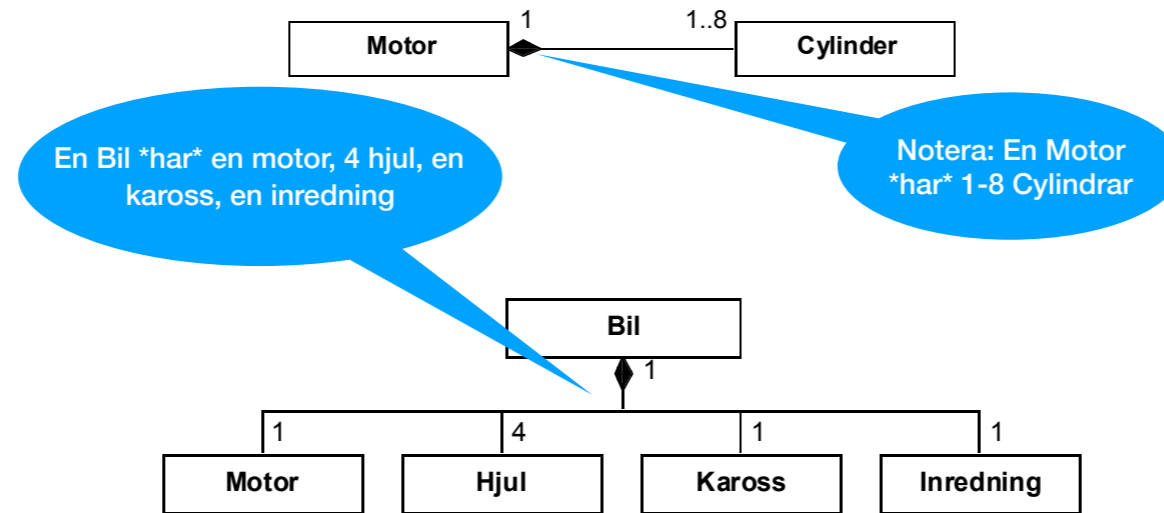 1
1..8
Motor
Cylinder
En Bil *har* en motor, 4 hjul, en
kaross, en inredning
Notera: En Motor
*har* 1-8 Cylindrar
Bil
1
1
4
1
1
Motor
Hjul
Kaross
Inredning